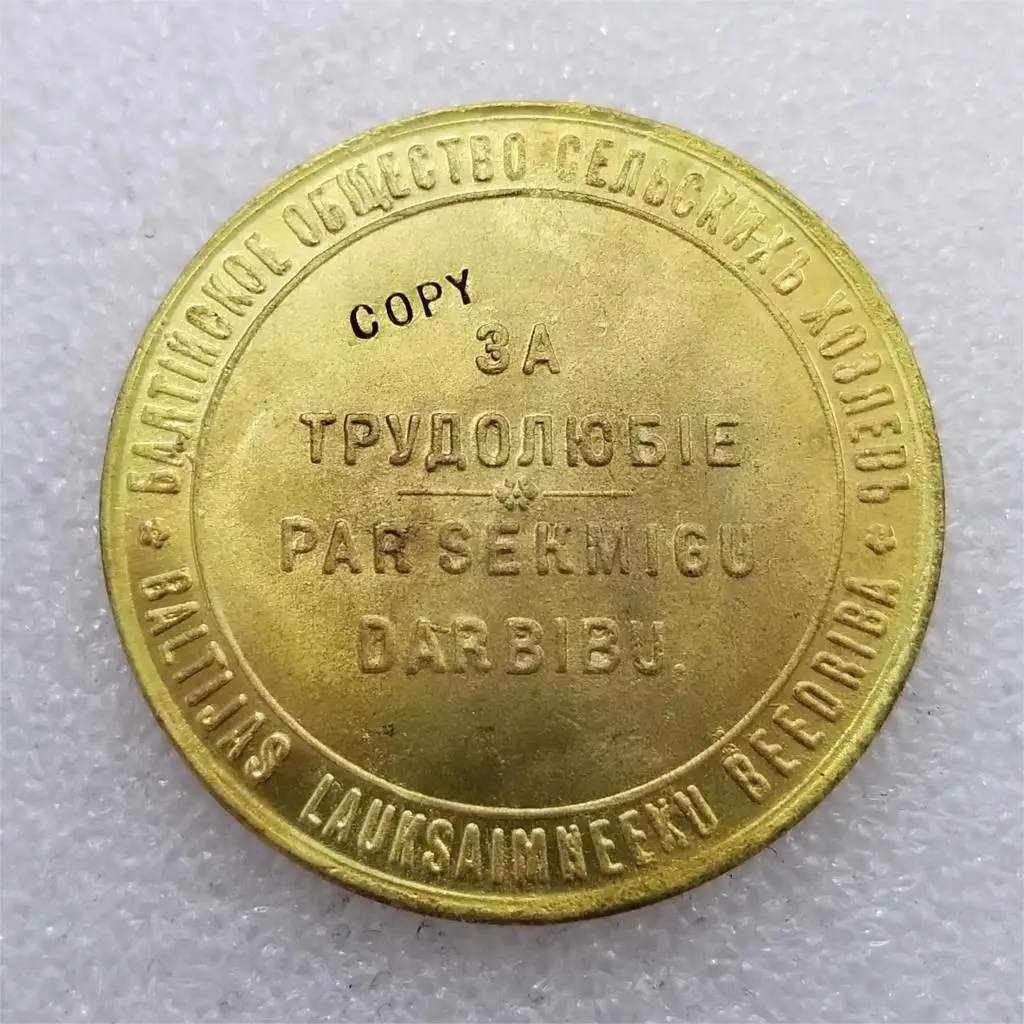 БАЛТІЙСКОЕ ОБЩЕСТВО СЕЛЬСКИХЪ ХОЗЯЕВЪ
COPY
ЗА
ТРУДОЛЮБІЕ
PAR SEKMIGU
DARBIBU.
BALTIJAS LAUKSAIMNEEKU BEEDRIBA